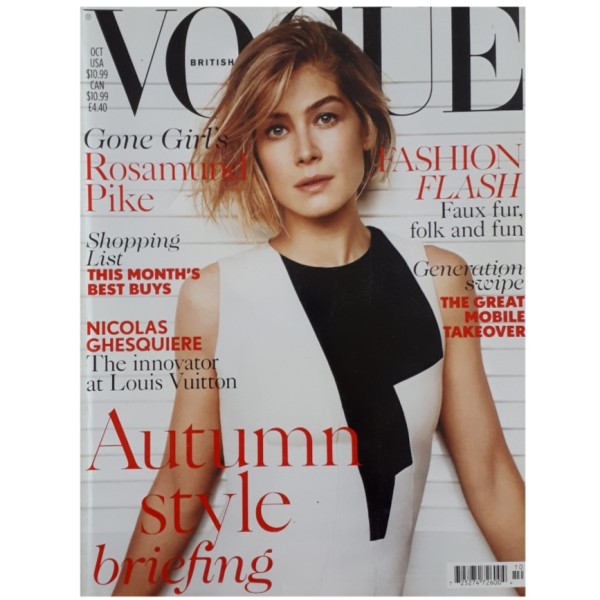 VOGUE
BRITISH
OCT
USA
$10.99
CAN
$10.99
£4.40
Gone Girl's
Rosamund
Pike
Shopping
List
THIS MONTH'S
BEST BUYS
NICOLAS
GHESQUIERE
The innovator
at Louis Vuitton
FASHION
FLASH
Faux fur,
folk and fun
Generation
swipe
THE GREAT
MOBILE
TAKEOVER
Autumn
style
briefing
10